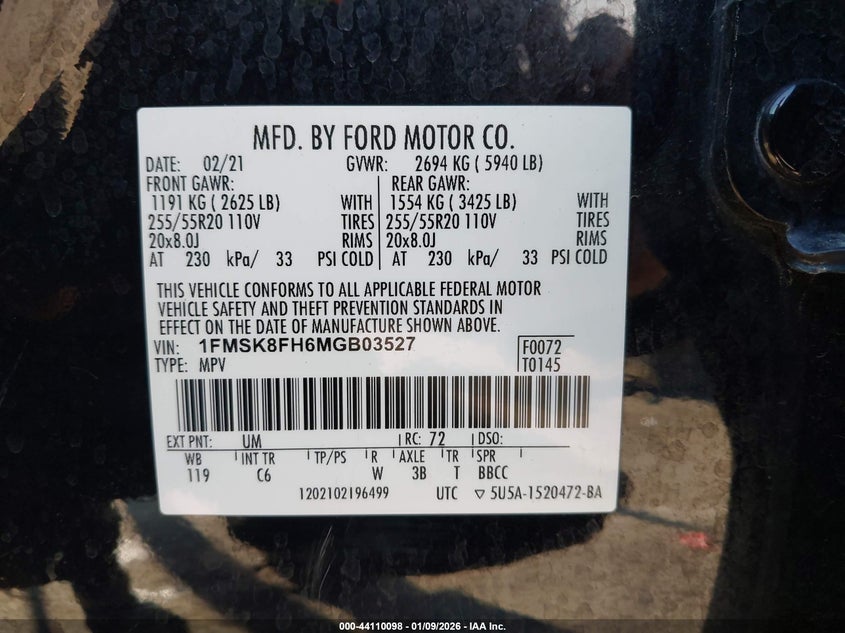 MFD. BY FORD MOTOR CO.
DATE: 02/21 GVWR: 2694 KG ( 5940 LB)
FRONT GAWR: REAR GAWR:
1191 KG ( 2625 LB) WITH 1554 KG ( 3425 LB) WITH
255/55R20 110V TIRES 255/55R20 110V TIRES
20x8.0J RIMS 20x8.0J RIMS
AT 230 kPa/ 33 PSI COLD AT 230 kPa/ 33 PSI COLD
THIS VEHICLE CONFORMS TO ALL APPLICABLE FEDERAL MOTOR
VEHICLE SAFETY AND THEFT PREVENTION STANDARDS IN
EFFECT ON THE DATE OF MANUFACTURE SHOWN ABOVE.
VIN: 1FMSK8FH6MGB03527 F0072
TYPE: MPV T0145
EXT PNT: UM RC: 72 DSO:
WB INT TR TP/PS R AXLE TR SPR
119 C6 W 3B T BBCC
1202102196499 UTC ▽ 5U5A-1520472-BA
000-44110098 - 01/09/2026 - IAA Inc.